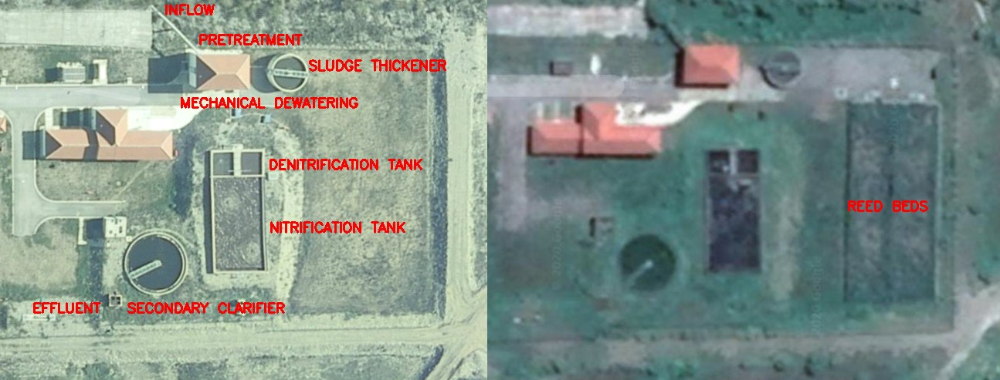 INFLOW
PRETREATMENT
SLUDGE THICKENER
MECHANICAL DEWATERING
DENITRIFICATION TANK
NITRIFICATION TANK
EFFLUENT
SECONDARY CLARIFIER
REED BEDS